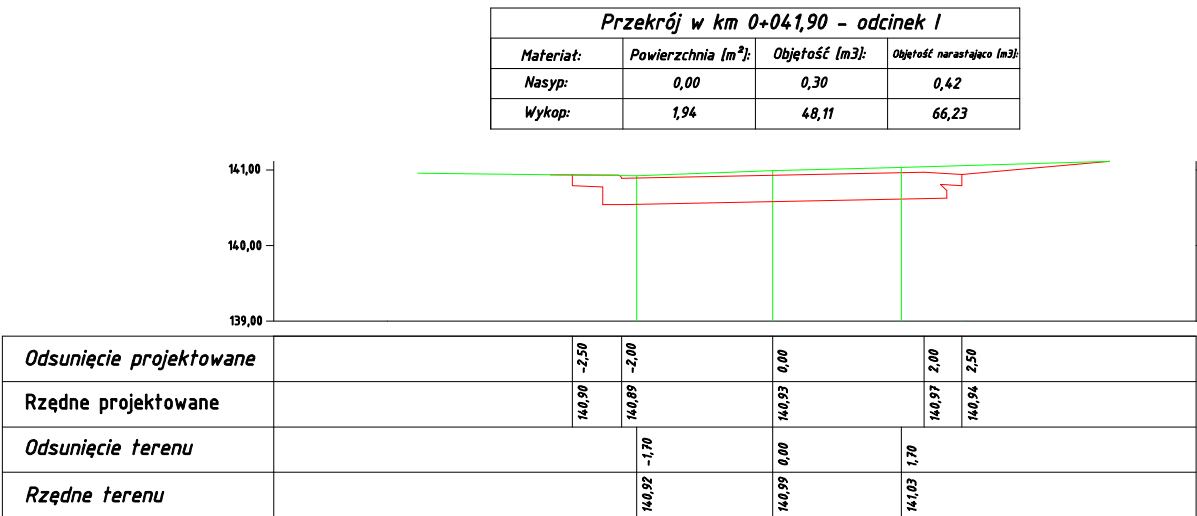 Przekrój w km 0+041,90 - odcinek I
Materiał: Powierzchnia [m²]: Objętość [m3]: Objętość narastająco [m3]:
Nasyp: 0,00 0,30 0,42
Wykop: 1,94 48,11 66,23
141,00
140,00
139,00
Odsunięcie projektowane -2,50 -2,00 0,00 2,00 2,50
Rzędne projektowane 140,90 140,89 140,93 140,97 140,94
Odsunięcie terenu -1,70 0,00 1,70
Rzędne terenu 140,92 140,99 141,03